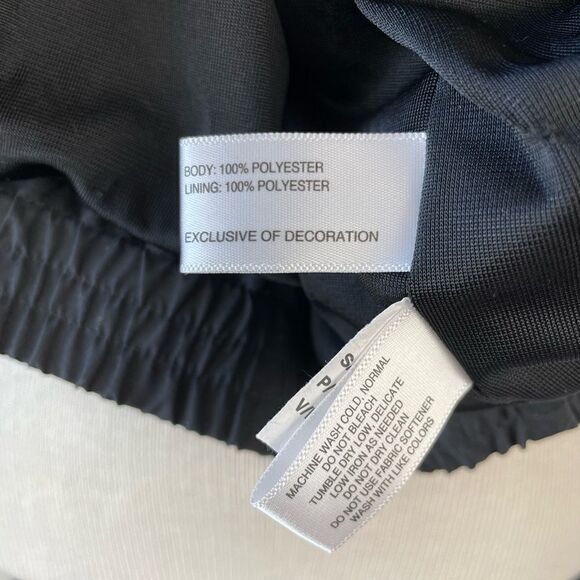 BODY: 100% POLYESTER
LINING: 100% POLYESTER
EXCLUSIVE OF DECORATION
MACHINE WASH COLD, NORMAL
DO NOT BLEACH
TUMBLE DRY LOW, DELICATE
LOW IRON AS NEEDED
DO NOT DRY CLEAN
DO NOT USE FABRIC SOFTENER
WASH WITH LIKE COLORS